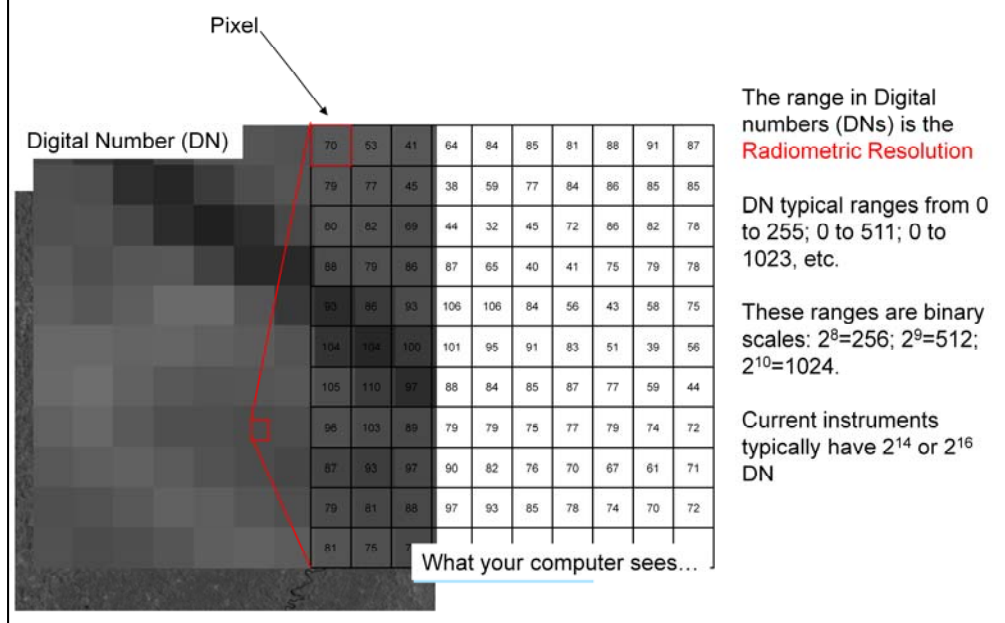 Pixel
Digital Number (DN)
70 53 41 64 84 85 81 88 91 87
79 77 45 38 59 77 84 86 85 85
80 82 69 44 32 45 72 86 82 78
88 79 86 87 65 40 41 75 79 78
93 86 93 106 106 84 56 43 58 75
104 104 100 101 95 91 83 51 39 56
105 110 97 88 84 85 87 77 59 44
96 103 89 79 79 75 77 79 74 72
87 93 97 90 82 76 70 67 61 71
79 81 88 97 93 85 78 74 70 72
81 75
What your computer sees…
The range in Digital
numbers (DNs) is the
Radiometric Resolution
DN typical ranges from 0
to 255; 0 to 511; 0 to
1023, etc.
These ranges are binary
scales: 2⁸=256; 2⁹=512;
2¹⁰=1024.
Current instruments
typically have 2¹⁴ or 2¹⁶
DN